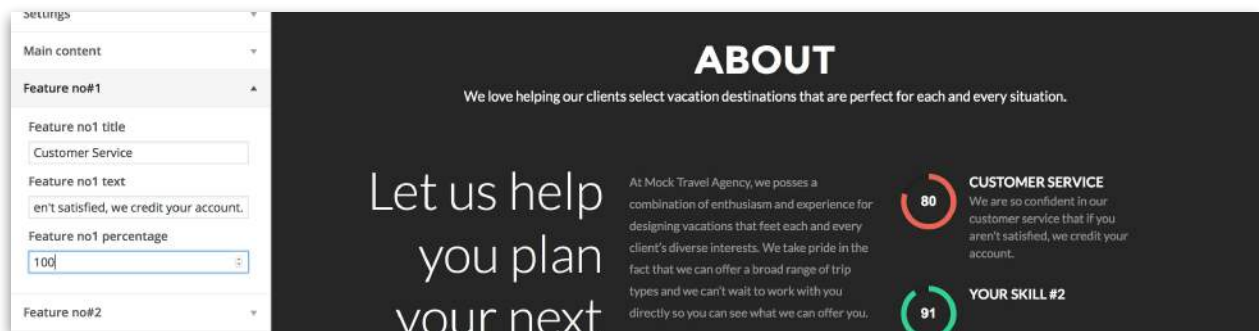 Settings
Main content
Feature no#1
Feature no1 title
Customer Service
Feature no1 text
en't satisfied, we credit your account.
Feature no1 percentage
100
Feature no#2
ABOUT
We love helping our clients select vacation destinations that are perfect for each and every situation.
Let us help
you plan
your next
At Mock Travel Agency, we posses a
combination of enthusiasm and experience for
designing vacations that feet each and every
client's diverse interests. We take pride in the
fact that we can offer a broad range of trip
types and we can't wait to work with you
directly so you can see what we can offer you.
80
CUSTOMER SERVICE
We are so confident in our
customer service that if you
aren't satisfied, we credit your
account.
91
YOUR SKILL #2